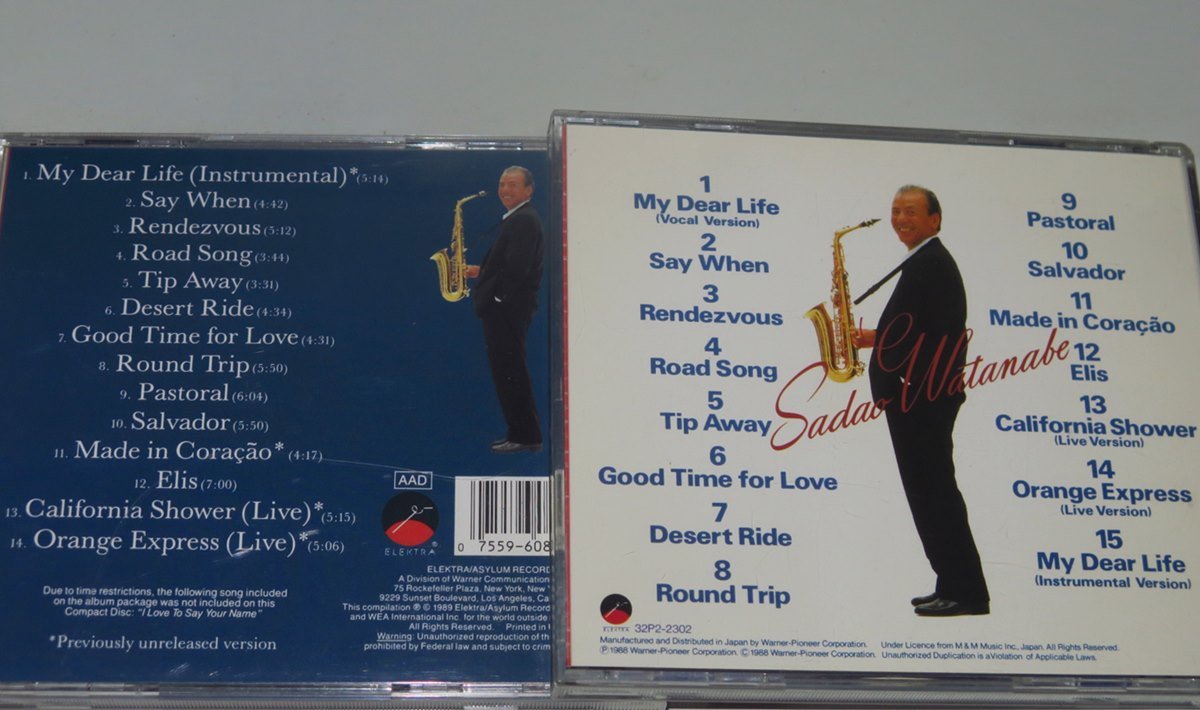 1. My Dear Life (Instrumental)* (5:14)
2. Say When (4:42)
3. Rendezvous (5:12)
4. Road Song (3:44)
5. Tip Away (3:31)
6. Desert Ride (4:34)
7. Good Time for Love (4:31)
8. Round Trip (5:50)
9. Pastoral (6:04)
10. Salvador (5:50)
11. Made in Coração* (4:17)
12. Elis (7:00)
13. California Shower (Live)* (5:15)
14. Orange Express (Live)* (5:06)
Due to time restrictions, the following song included
on the album package was not included on this
Compact Disc: "I Love To Say Your Name"
*Previously unreleased version
AAD
ELEKTRA®
0 7559-608
ELEKTRA/ASYLUM RECORD
A Division of Warner Communication
75 Rockefeller Plaza, New York, New
9229 Sunset Boulevard, Los Angeles, Ca
This compilation ℗ © 1989 Elektra/Asylum Record
and WEA International Inc. for the world outside
All Rights Reserved. Printed in
Warning: Unauthorized reproduction of th
prohibited by Federal law and subject to crim
1
My Dear Life
(Vocal Version)
2
Say When
3
Rendezvous
4
Road Song
5
Tip Away
6
Good Time for Love
7
Desert Ride
8
Round Trip
Sadao Watanabe
9
Pastoral
10
Salvador
11
Made in Coração
12
Elis
13
California Shower
(Live Version)
14
Orange Express
(Live Version)
15
My Dear Life
(Instrumental Version)
ELEKTRA
32P2-2302
Manufactured and Distributed in Japan by Warner-Pioneer Corporation. Under Licence from M & M Music Inc., Japan. All Rights Reserved.
℗1988 Warner-Pioneer Corporation. ©1988 Warner-Pioneer Corporation. Unauthorized Duplication is a Violation of Applicable Laws.